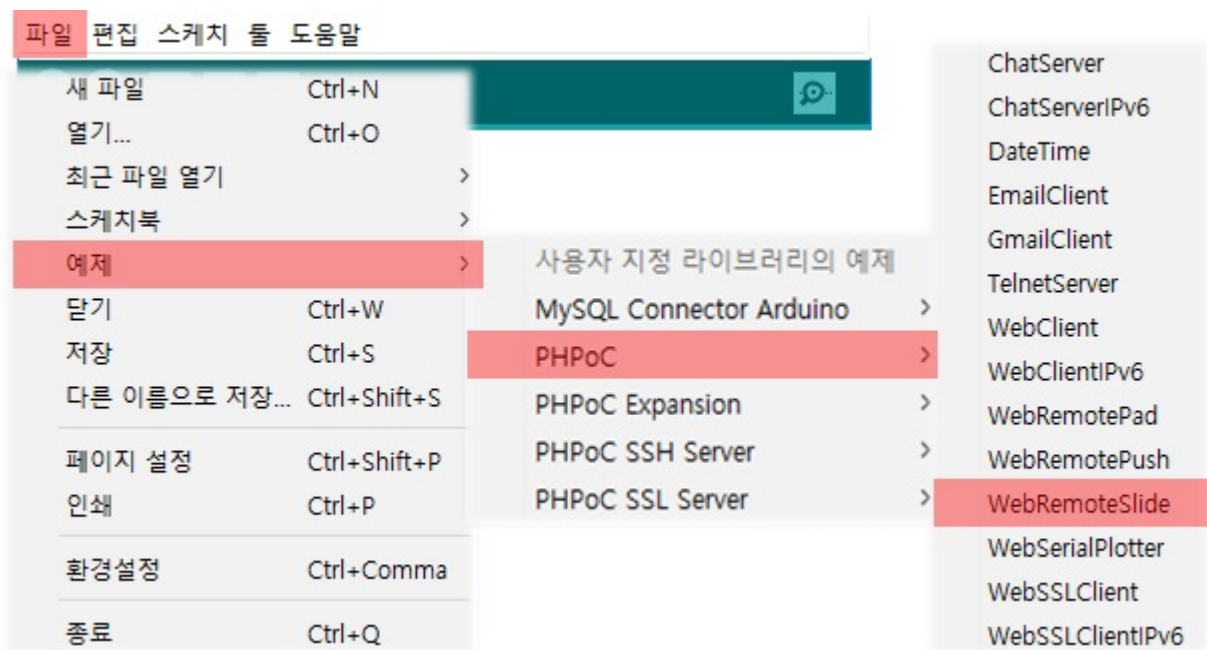 파일 편집 스케치 툴 도움말
새 파일 Ctrl+N
열기... Ctrl+O
최근 파일 열기
스케치북
예제
닫기 Ctrl+W
저장 Ctrl+S
다른 이름으로 저장... Ctrl+Shift+S
페이지 설정 Ctrl+Shift+P
인쇄 Ctrl+P
환경설정 Ctrl+Comma
종료 Ctrl+Q
사용자 지정 라이브러리의 예제
MySQL Connector Arduino
PHPoC
PHPoC Expansion
PHPoC SSH Server
PHPoC SSL Server
ChatServer
ChatServerIPv6
DateTime
EmailClient
GmailClient
TelnetServer
WebClient
WebClientIPv6
WebRemotePad
WebRemotePush
WebRemoteSlide
WebSerialPlotter
WebSSLClient
WebSSLClientIPv6